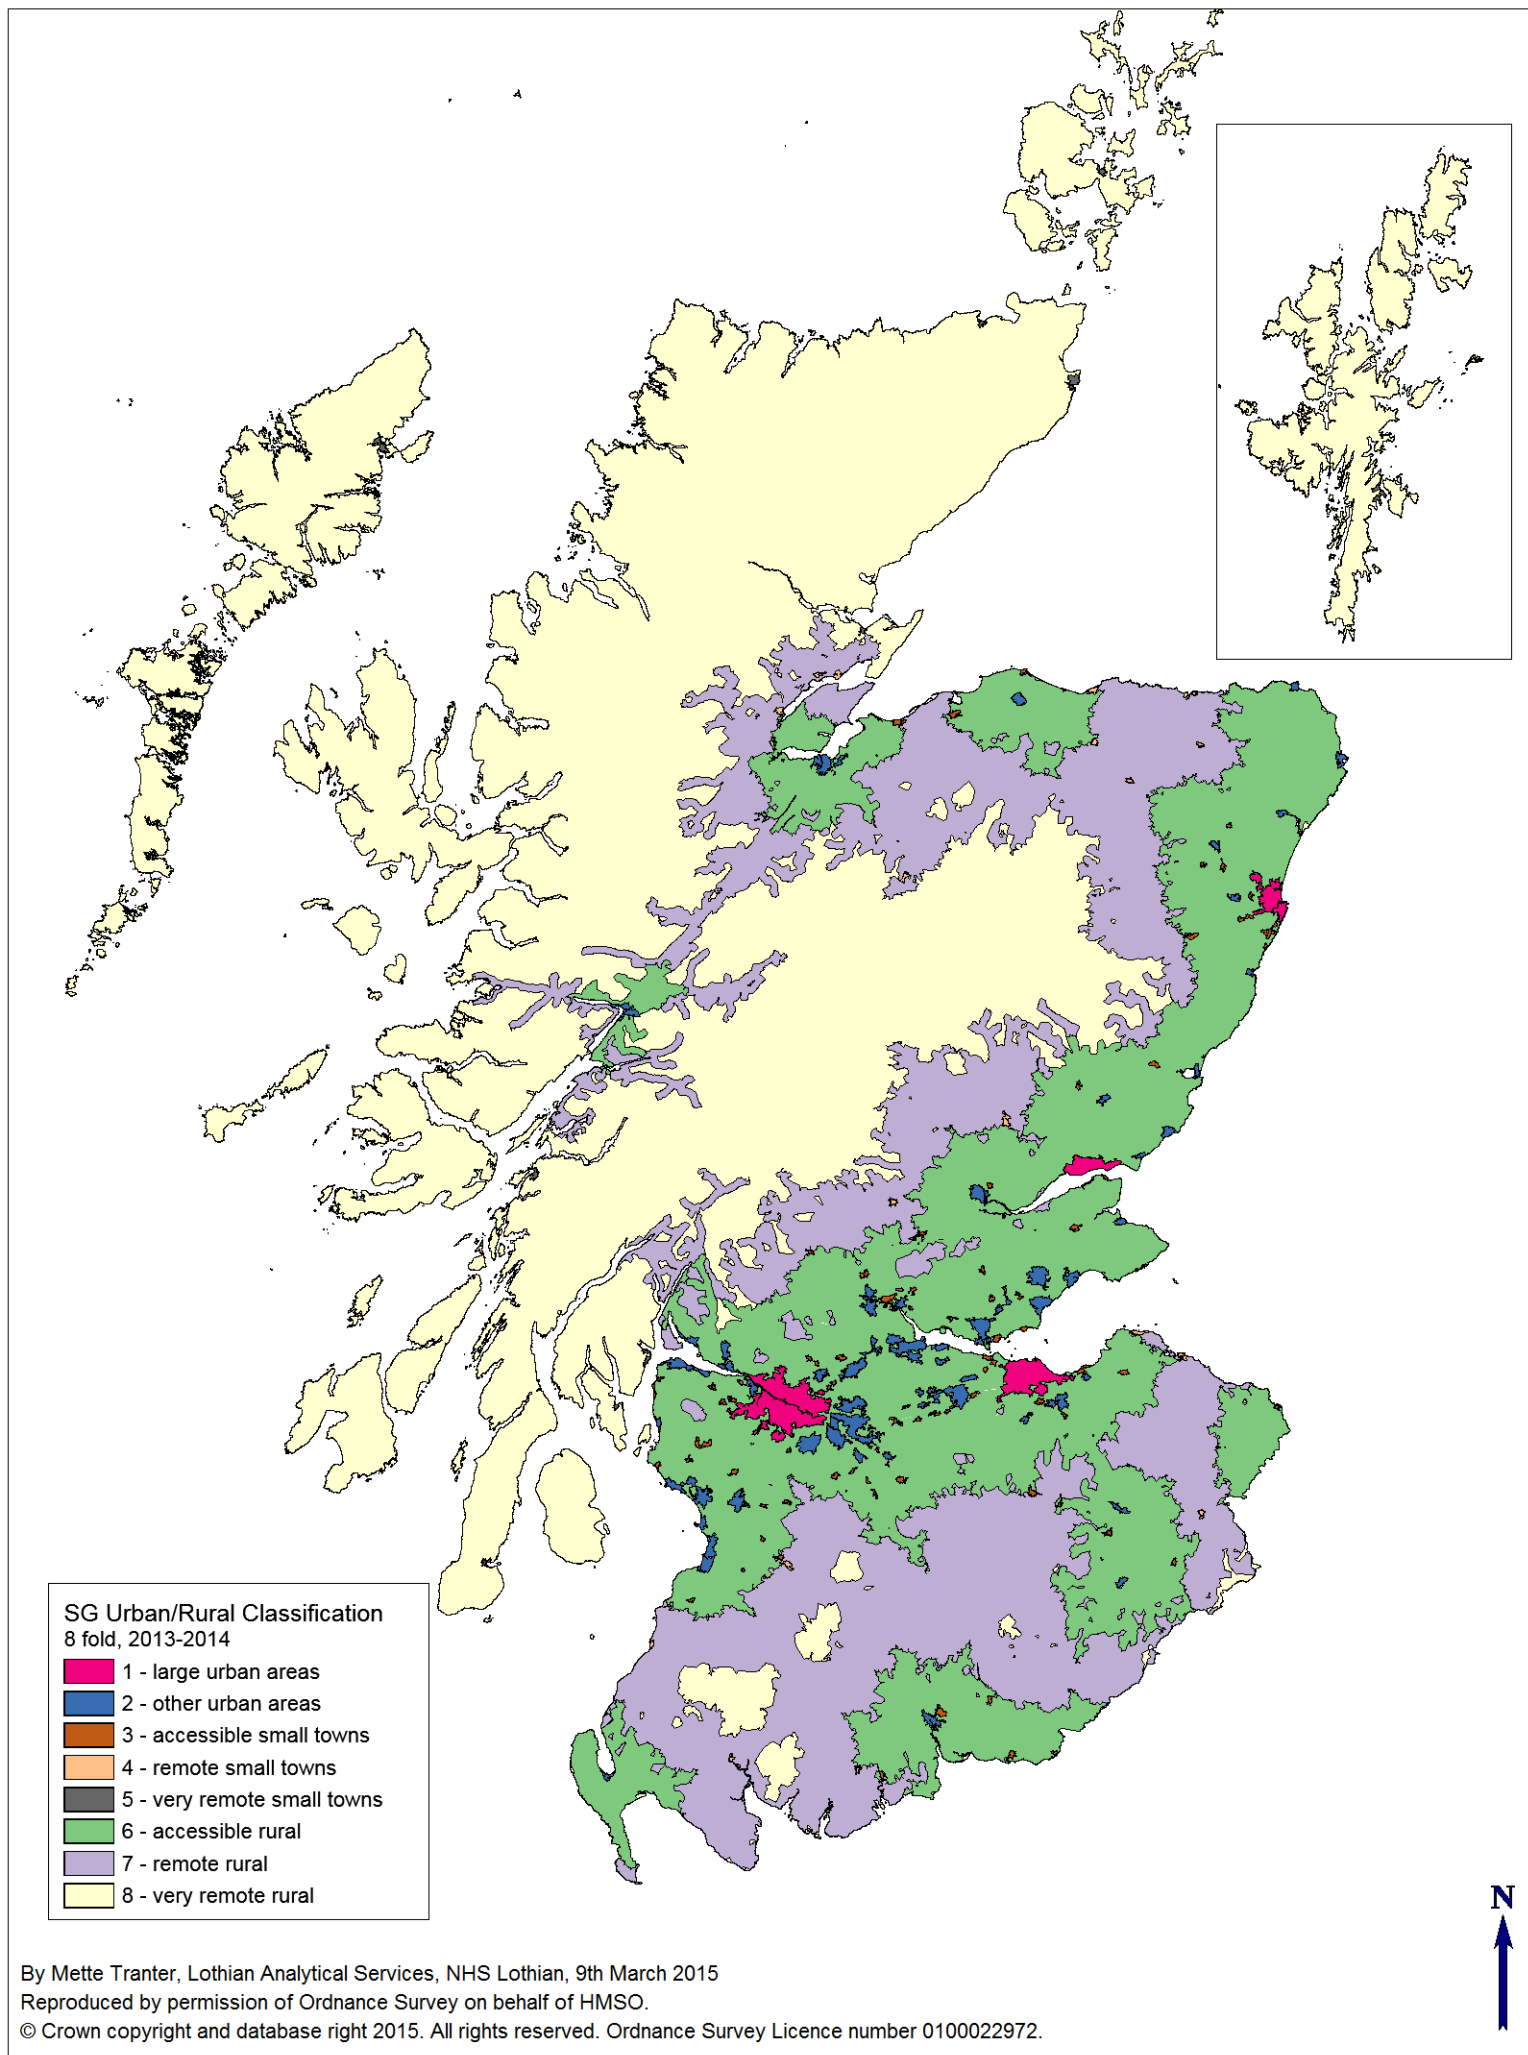 SG Urban/Rural Classification
8 fold, 2013-2014
1 - large urban areas
2 - other urban areas
3 - accessible small towns
4 - remote small towns
5 - very remote small towns
6 - accessible rural
7 - remote rural
8 - very remote rural
N
By Mette Tranter, Lothian Analytical Services, NHS Lothian, 9th March 2015
Reproduced by permission of Ordnance Survey on behalf of HMSO.
© Crown copyright and database right 2015. All rights reserved. Ordnance Survey Licence number 0100022972.